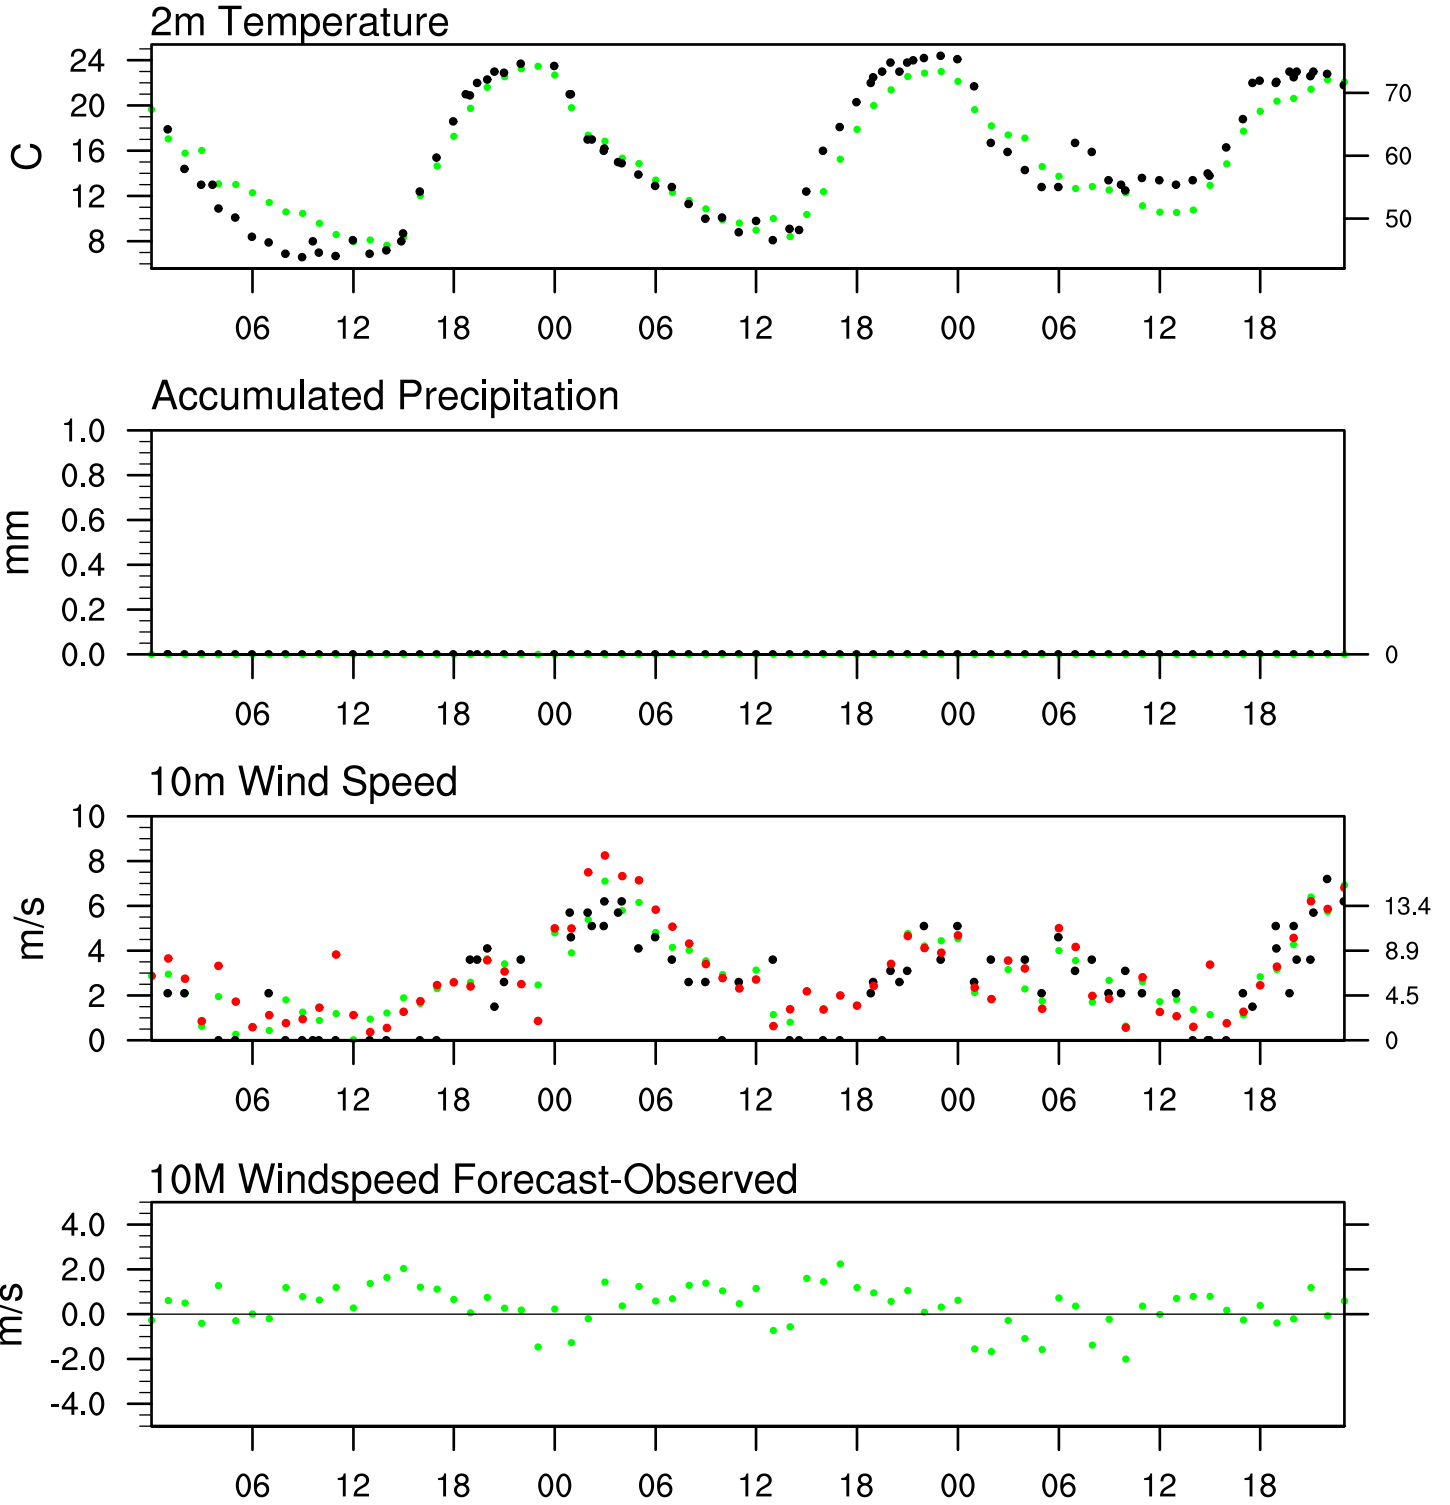 2m Temperature
24
20
16
12
8
C
70
60
50
06 12 18 00 06 12 18 00 06 12 18
Accumulated Precipitation
1.0
0.8
0.6
0.4
0.2
0.0
mm
0
06 12 18 00 06 12 18 00 06 12 18
10m Wind Speed
10
8
6
4
2
0
m/s
13.4
8.9
4.5
0
06 12 18 00 06 12 18 00 06 12 18
10M Windspeed Forecast-Observed
4.0
2.0
0.0
-2.0
-4.0
m/s
06 12 18 00 06 12 18 00 06 12 18